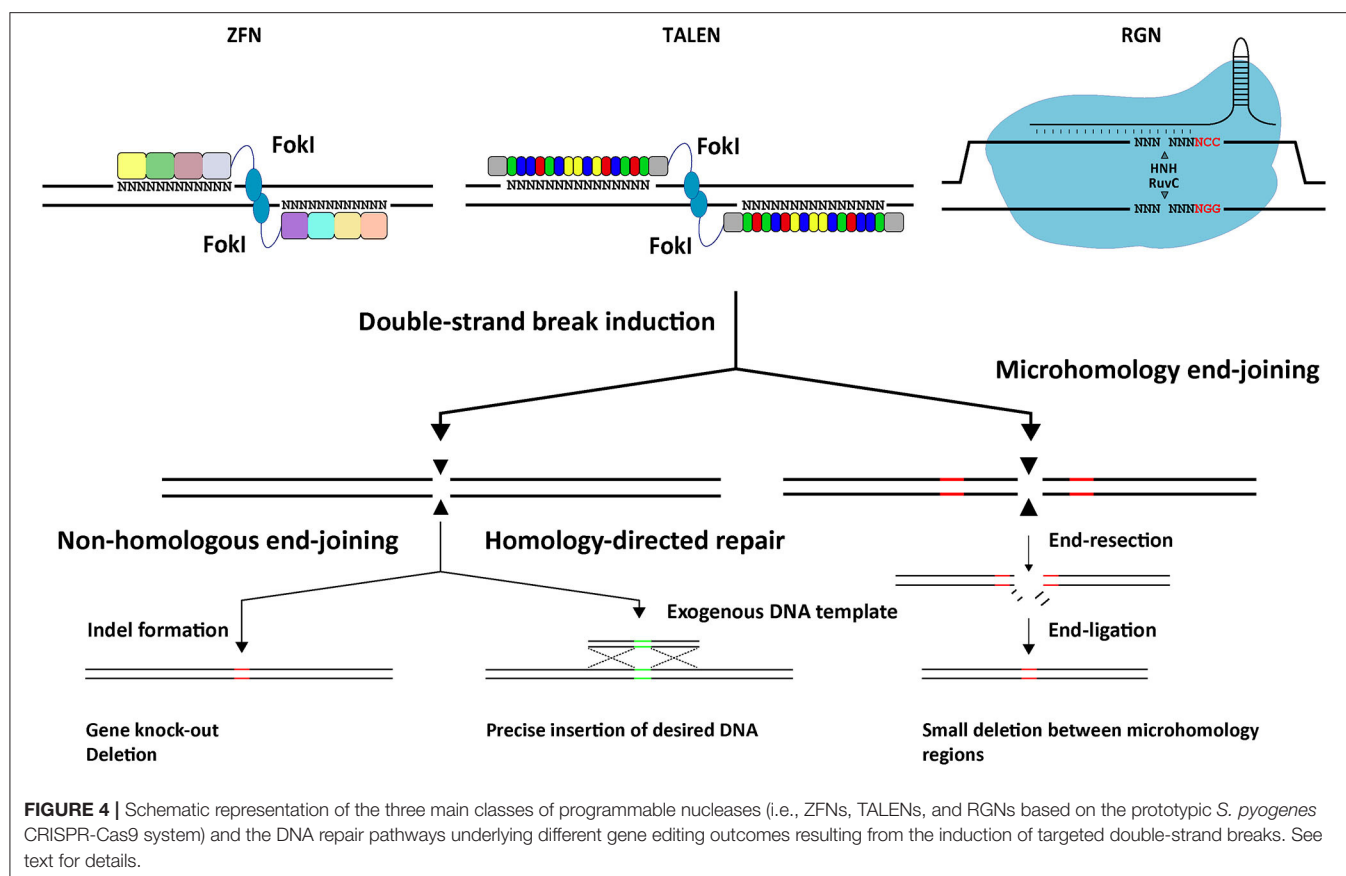 ZFN
TALEN
RGN
FokI
NNNNNNNNNNNN
NNNNNNNNNNNN
FokI
FokI
NNNNNNNNNNNNNNN
NNNNNNNNNNNNNNN
FokI
NNN NNNNCC
HNH
RuvC
NNN NNNNGG
Double-strand break induction
Microhomology end-joining
Non-homologous end-joining
Homology-directed repair
End-resection
Exogenous DNA template
Indel formation
End-ligation
Gene knock-out
Deletion
Precise insertion of desired DNA
Small deletion between microhomology
regions
FIGURE 4 | Schematic representation of the three main classes of programmable nucleases (i.e., ZFNs, TALENs, and RGNs based on the prototypic S. pyogenes
CRISPR-Cas9 system) and the DNA repair pathways underlying different gene editing outcomes resulting from the induction of targeted double-strand breaks. See
text for details.